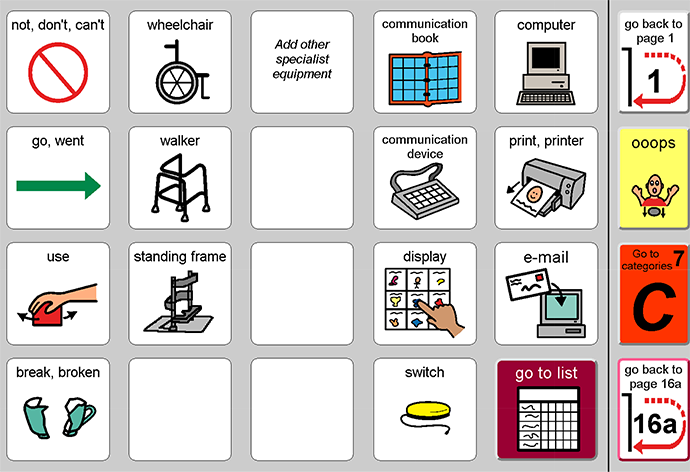 not, don't, can't
wheelchair
Add other
specialist
equipment
communication
book
computer
go back to
page 1
1
go, went
walker
communication
device
print, printer
ooops
use
standing frame
display
e-mail
Go to
categories 7
C
break, broken
switch
go to list
go back to
page 16a
16a